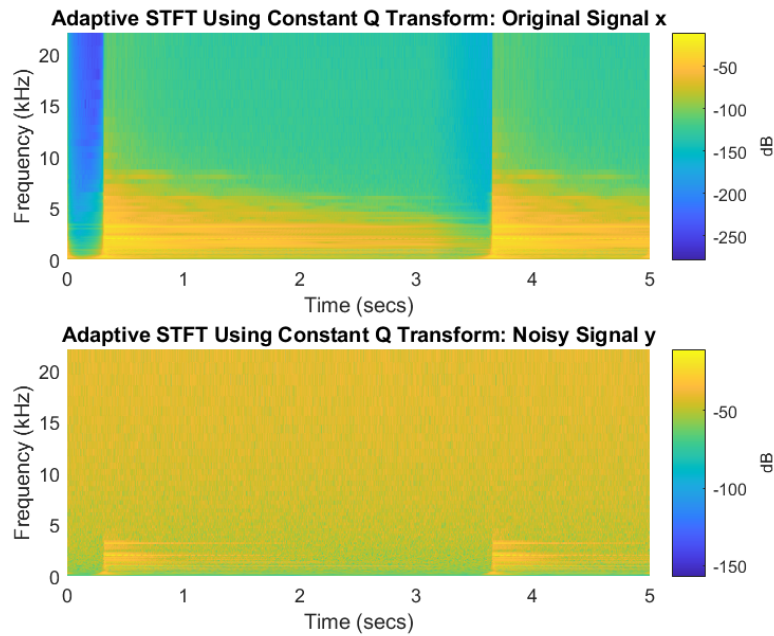 Adaptive STFT Using Constant Q Transform: Original Signal x
Frequency (kHz)
20
15
10
5
0
0 1 2 3 4 5
Time (secs)
-50
-100
-150
-200
-250
dB
Adaptive STFT Using Constant Q Transform: Noisy Signal y
Frequency (kHz)
20
15
10
5
0
0 1 2 3 4 5
Time (secs)
-50
-100
-150
dB